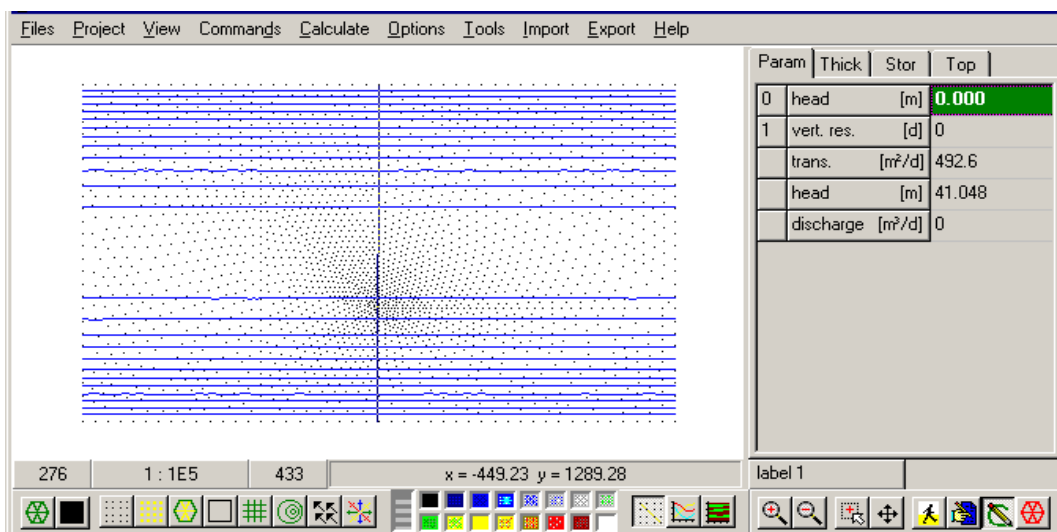 Files Project View Commands Calculate Options Tools Import Export Help
Param Thick Stor Top
0 head [m] 0.000
1 vert. res. [d] 0
trans. [m²/d] 492.6
head [m] 41.048
discharge [m³/d] 0
276 1 : 1E5 433 x = -449.23 y = 1289.28 label 1